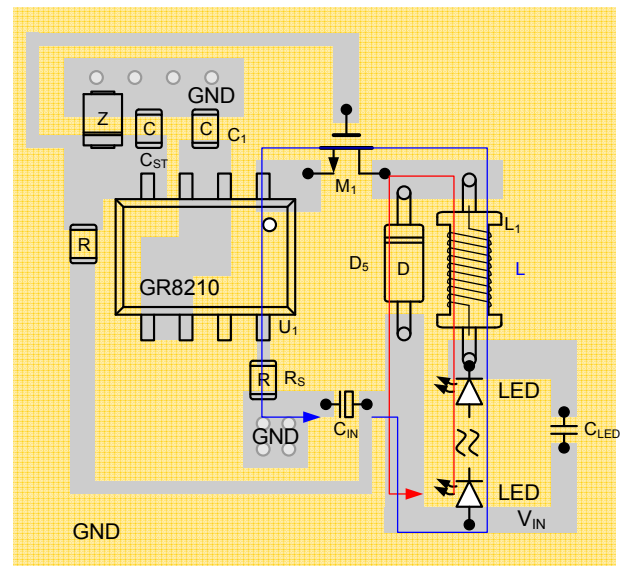 GND
Z
C
C
C1
CST
M1
R
L1
D5
D
L
GR8210
U1
R
RS
LED
CIN
GND
CLED
LED
VIN
GND